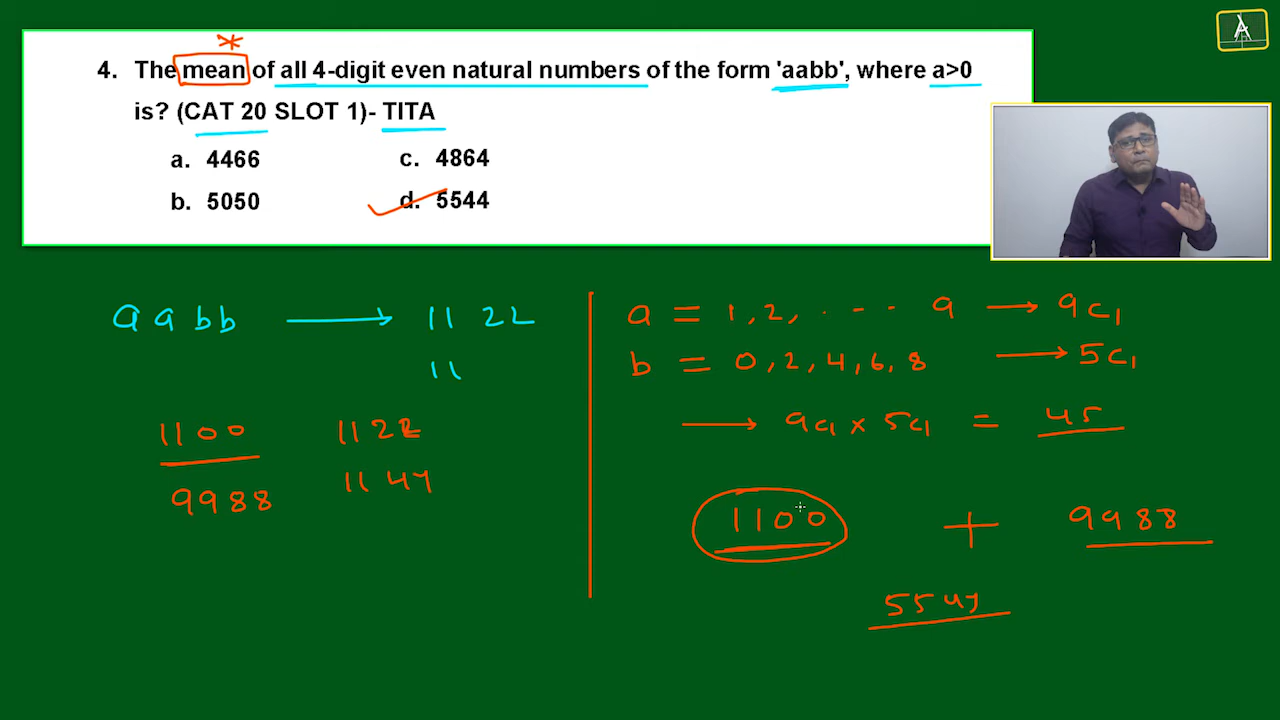 A
*
4. The mean of all 4-digit even natural numbers of the form 'aabb', where a>0
is? (CAT 20 SLOT 1)- TITA
a. 4466 c. 4864
b. 5050 d. 5544
a a b b → 11 22
11
1100 1122
9988 1144
a = 1, 2, . - - 9 → 9c1
b = 0, 2, 4, 6, 8 → 5c1
→ 9c1 x 5c1 = 45
1100 + 9988
5544